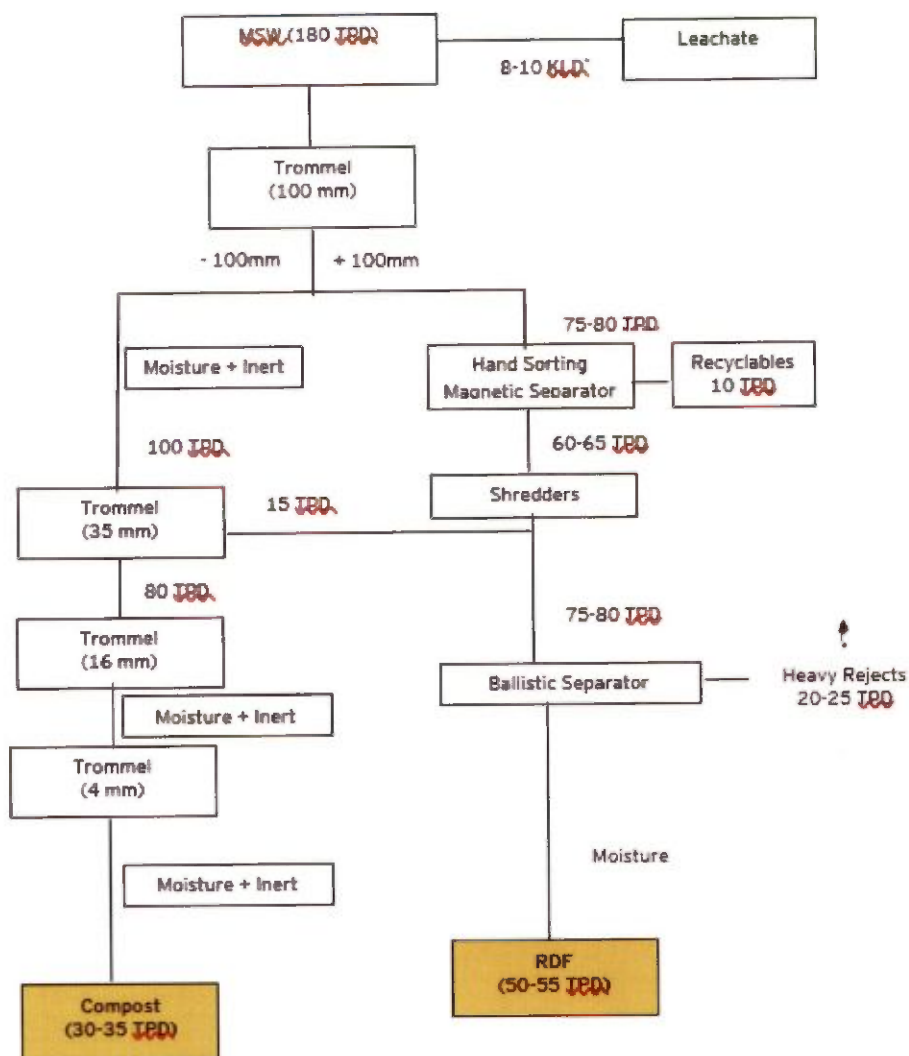 MSW (180 TPD)
Leachate
8-10 KLD*
Trommel
(100 mm)
- 100mm
+ 100mm
75-80 TPD
Moisture + Inert
Hand Sorting
Magnetic Separator
Recyclables
10 TPD
100 TPD
60-65 TPD
Trommel
(35 mm)
15 TPD
Shredders
80 TPD
75-80 TPD
Trommel
(16 mm)
Ballistic Separator
Heavy Rejects
20-25 TPD
Moisture + Inert
Trommel
(4 mm)
Moisture
Moisture + Inert
RDF
(50-55 TPD)
Compost
(30-35 TPD)